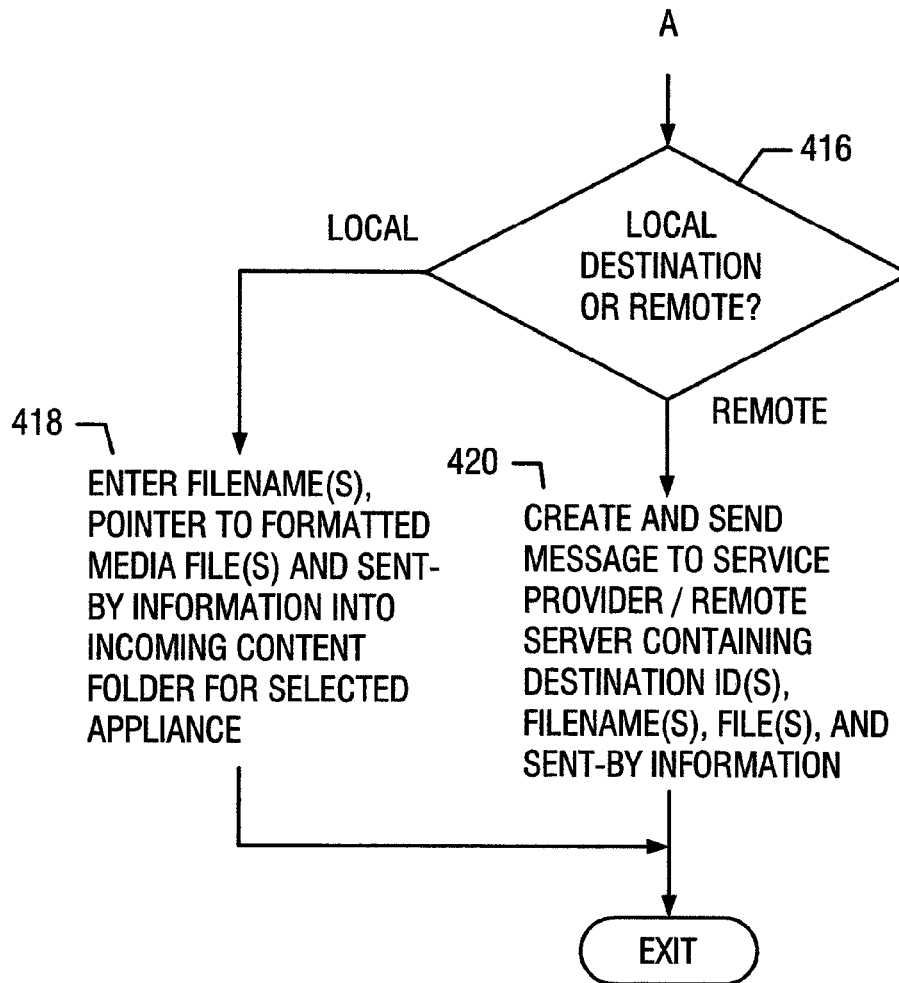 A
416
LOCAL
LOCAL
DESTINATION
OR REMOTE?
REMOTE
418
ENTER FILENAME(S),
POINTER TO FORMATTED
MEDIA FILE(S) AND SENT-
BY INFORMATION INTO
INCOMING CONTENT
FOLDER FOR SELECTED
APPLIANCE
420
CREATE AND SEND
MESSAGE TO SERVICE
PROVIDER / REMOTE
SERVER CONTAINING
DESTINATION ID(S),
FILENAME(S), FILE(S), AND
SENT-BY INFORMATION
EXIT